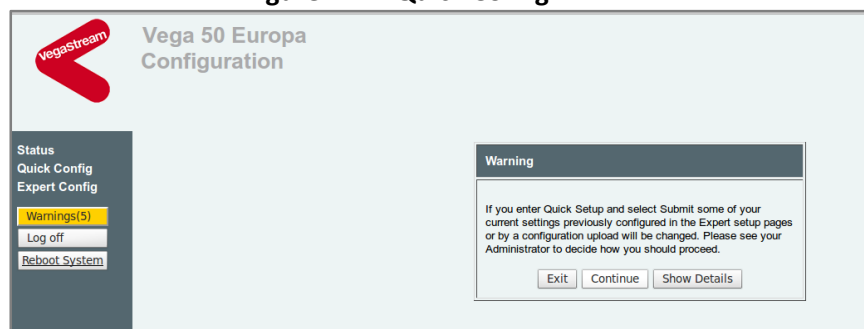 vegastream
Vega 50 Europa
Configuration
Status
Quick Config
Expert Config
Warnings(5)
Log off
Reboot System
Warning
If you enter Quick Setup and select Submit some of your
current settings previously configured in the Expert setup pages
or by a configuration upload will be changed. Please see your
Administrator to decide how you should proceed.
Exit Continue Show Details